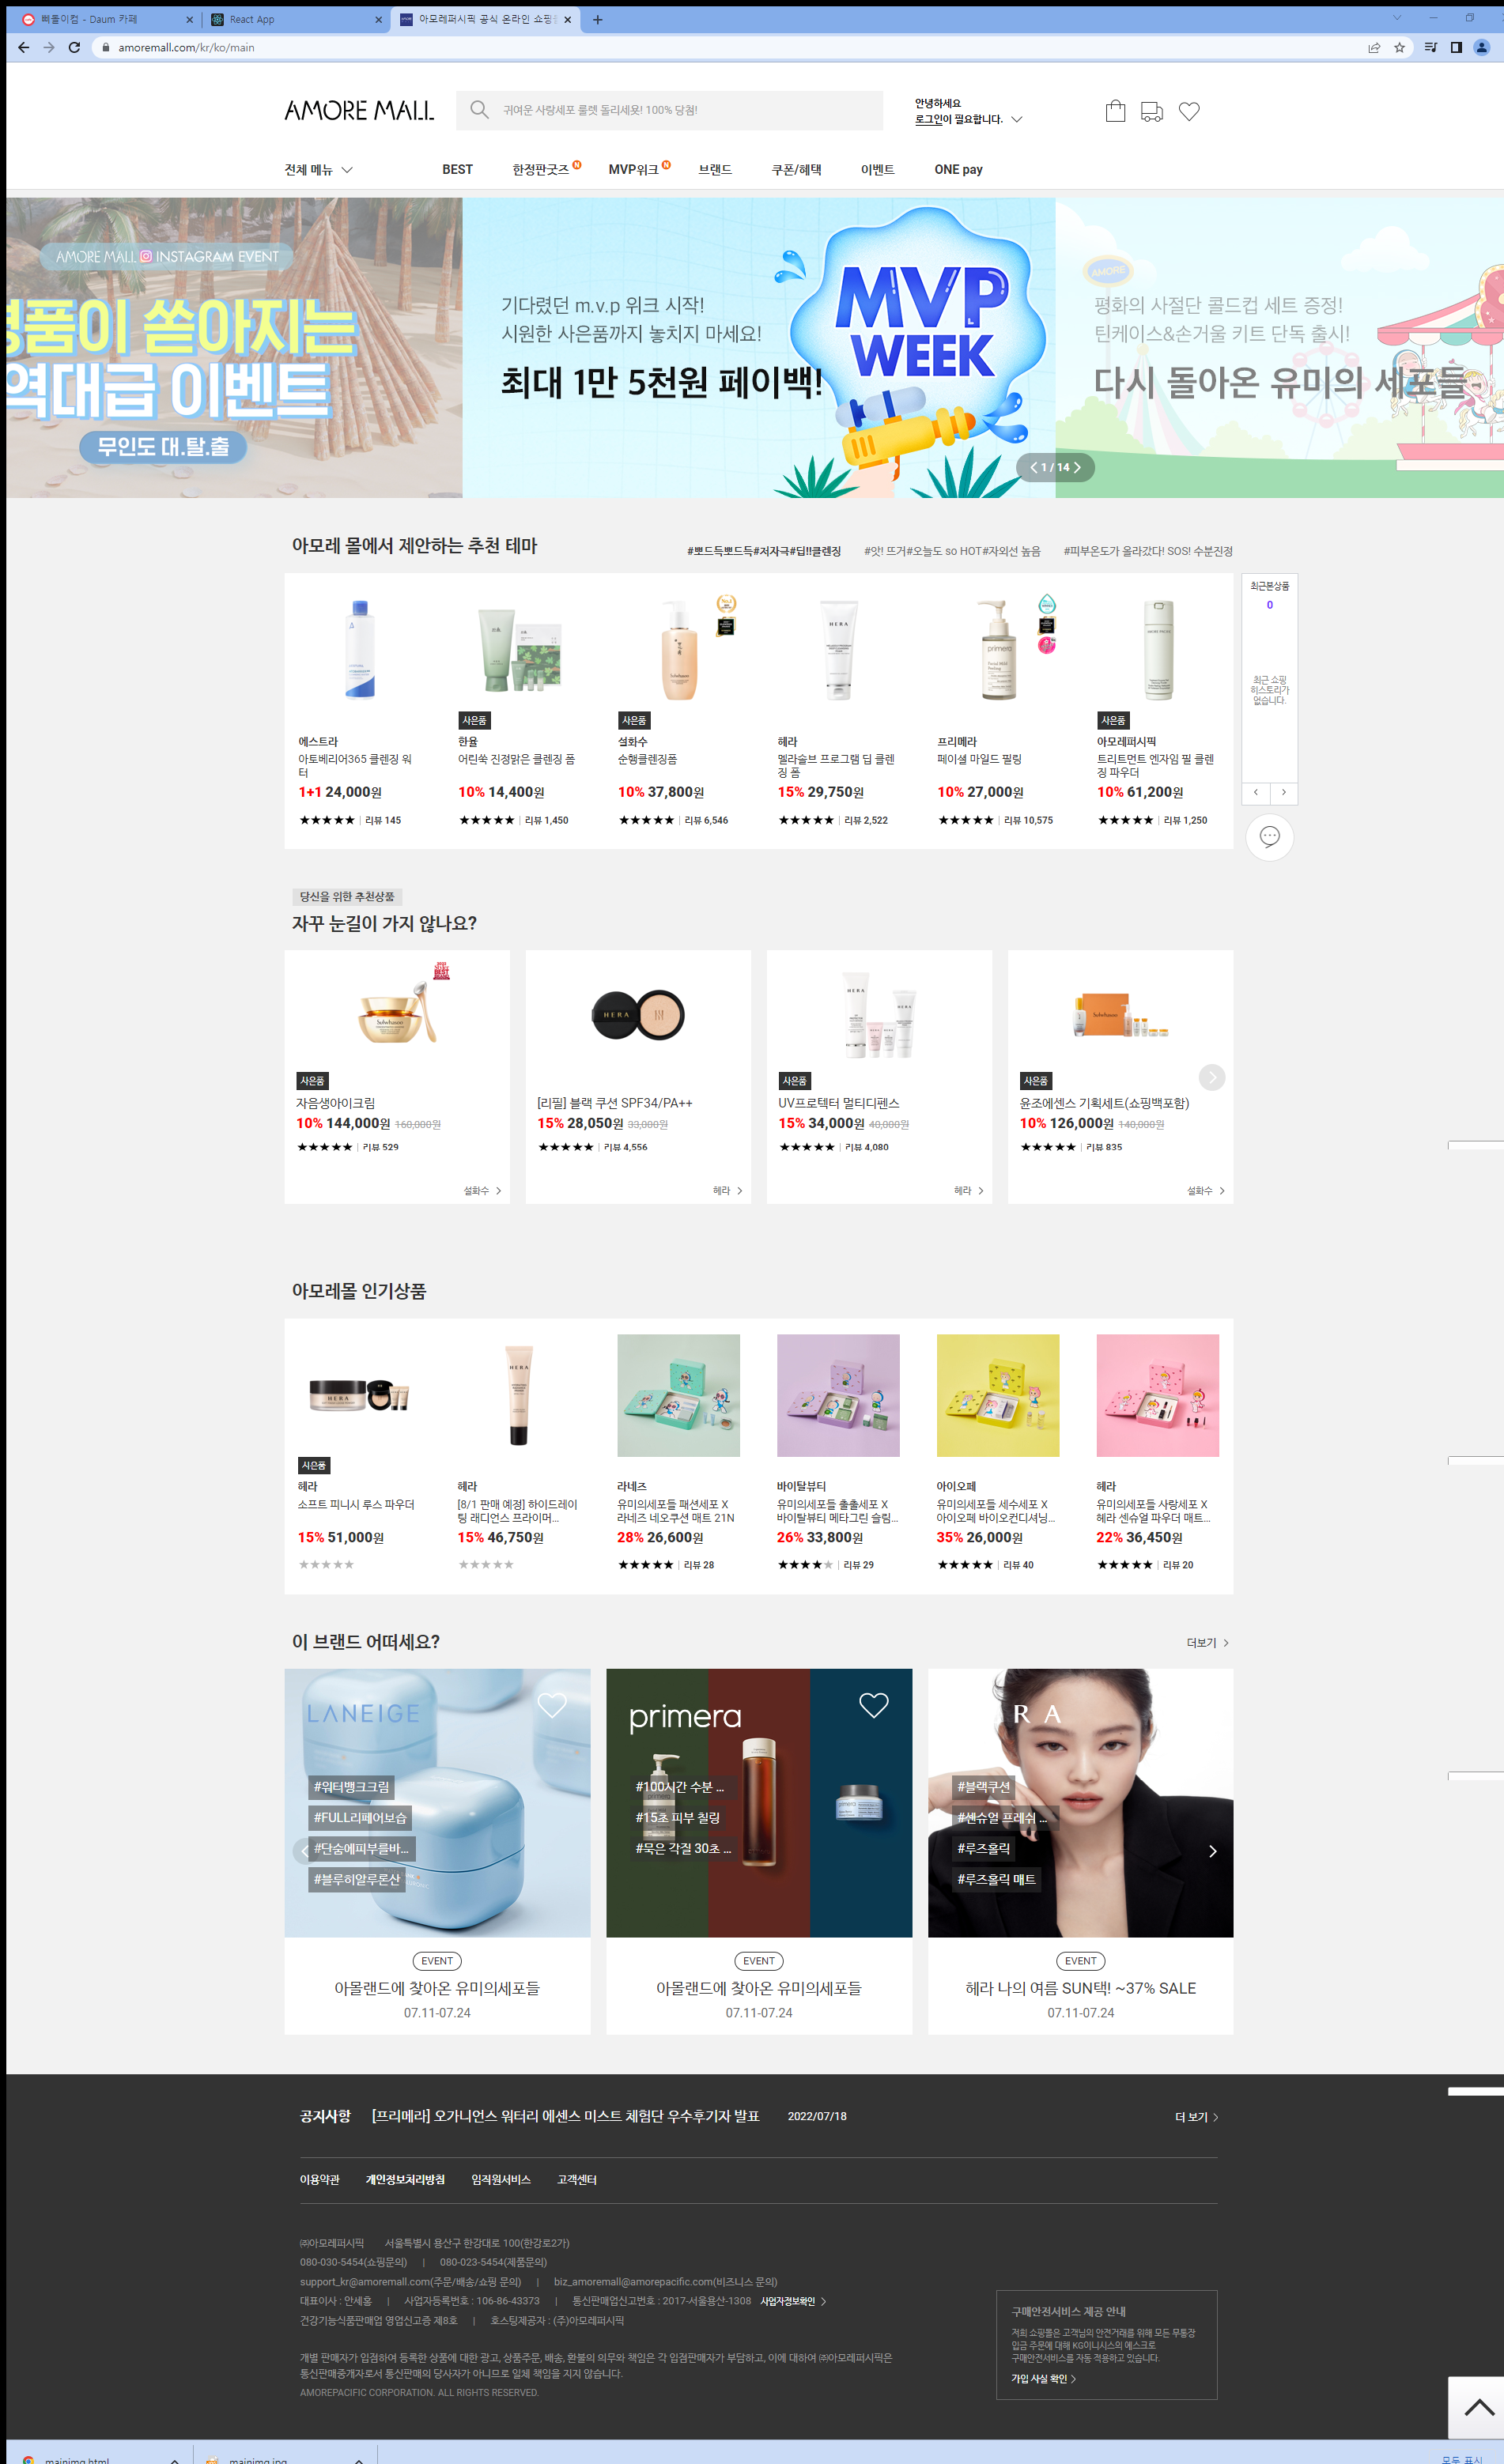 삐돌이컴 - Daum 카페
React App
아모레퍼시픽 공식 온라인 쇼핑
amoremall.com/kr/ko/main
AMORE MALL
귀여운 사랑세포 룰렛 돌리세욧! 100% 당첨!
안녕하세요
로그인이 필요합니다.
전체 메뉴
BEST
한정판굿즈 N
MVP위크 N
브랜드
쿠폰/혜택
이벤트
ONE pay
AMORE MALL INSTAGRAM EVENT
품이 쏟아지는
역대급 이벤트
무인도 대.탈.출
기다렸던 m.v.p 위크 시작!
시원한 사은품까지 놓치지 마세요!
최대 1만 5천원 페이백!
MVP
WEEK
1 / 14
AMORE
평화의 사절단 콜드컵 세트 증정!
틴케이스&손거울 키트 단독 출시!
다시 돌아온 유미의 세포들
아모레 몰에서 제안하는 추천 테마
#뽀드득뽀드득#저자극#딥!!클렌징
#앗! 뜨거#오늘도 so HOT#자외선 높음
#피부온도가 올라갔다! SOS! 수분진정
최근본상품
0
최근 쇼핑
히스토리가
없습니다.
에스트라
아토베리어365 클렌징 워
터
1+1 24,000원
★★★★★ | 리뷰 145
사은품
한율
어린쑥 진정맑은 클렌징 폼
10% 14,400원
★★★★★ | 리뷰 1,450
사은품
설화수
순행클렌징폼
10% 37,800원
★★★★★ | 리뷰 6,546
HERA
헤라
멜라솔브 프로그램 딥 클렌
징 폼
15% 29,750원
★★★★★ | 리뷰 2,522
primera
프리메라
페이셜 마일드 필링
10% 27,000원
★★★★★ | 리뷰 10,575
사은품
아모레퍼시픽
트리트먼트 엔자임 필 클렌
징 파우더
10% 61,200원
★★★★★ | 리뷰 1,250
당신을 위한 추천상품
자꾸 눈길이 가지 않나요?
Sulwhasoo
사은품
자음생아이크림
10% 144,000원 160,000원
★★★★★ | 리뷰 529
설화수
HERA
[리필] 블랙 쿠션 SPF34/PA++
15% 28,050원 33,000원
★★★★★ | 리뷰 4,556
헤라
HERA
사은품
UV프로텍터 멀티디펜스
15% 34,000원 40,000원
★★★★★ | 리뷰 4,080
헤라
Sulwhasoo
사은품
윤조에센스 기획세트(쇼핑백포함)
10% 126,000원 140,000원
★★★★★ | 리뷰 835
설화수
아모레몰 인기상품
HERA
사은품
헤라
소프트 피니시 루스 파우더
15% 51,000원
★★★★★
HERA
헤라
[8/1 판매 예정] 하이드레이
팅 래디언스 프라이머...
15% 46,750원
★★★★★
라네즈
유미의세포들 패션세포 X
라네즈 네오쿠션 매트 21N
28% 26,600원
★★★★★ | 리뷰 28
바이탈뷰티
유미의세포들 출출세포 X
바이탈뷰티 메타그린 슬림...
26% 33,800원
★★★★★ | 리뷰 29
아이오페
유미의세포들 세수세포 X
아이오페 바이오컨디셔닝...
35% 26,000원
★★★★★ | 리뷰 40
헤라
유미의세포들 사랑세포 X
헤라 센슈얼 파우더 매트...
22% 36,450원
★★★★★ | 리뷰 20
이 브랜드 어떠세요?
더보기
LANEIGE
#워터뱅크크림
#FULL리페어보습
#단숨에피부를바...
#블루히알루론산
EVENT
아몰랜드에 찾아온 유미의세포들
07.11-07.24
primera
#100시간 수분 ...
#15초 피부 칠링
#묵은 각질 30초 ...
EVENT
아몰랜드에 찾아온 유미의세포들
07.11-07.24
R A
#블랙쿠션
#센슈얼 프레쉬 ...
#루즈홀릭
#루즈홀릭 매트
EVENT
헤라 나의 여름 SUN택! ~37% SALE
07.11-07.24
공지사항
[프리메라] 오가니언스 워터리 에센스 미스트 체험단 우수후기자 발표
2022/07/18
더 보기
이용약관
개인정보처리방침
임직원서비스
고객센터
㈜아모레퍼시픽 서울특별시 용산구 한강대로 100(한강로2가)
080-030-5454(쇼핑문의) | 080-023-5454(제품문의)
support_kr@amoremall.com(주문/배송/쇼핑 문의) | biz_amoremall@amorepacific.com(비즈니스 문의)
대표이사 : 안세홍 | 사업자등록번호 : 106-86-43373 | 통신판매업신고번호 : 2017-서울용산-1308 사업자정보확인
건강기능식품판매업 영업신고증 제8호 | 호스팅제공자 : (주)아모레퍼시픽
개별 판매자가 입점하여 등록한 상품에 대한 광고, 상품주문, 배송, 환불의 의무와 책임은 각 입점판매자가 부담하고, 이에 대하여 ㈜아모레퍼시픽은
통신판매중개자로서 통신판매의 당사자가 아니므로 일체 책임을 지지 않습니다.
AMOREPACIFIC CORPORATION. ALL RIGHTS RESERVED.
구매안전서비스 제공 안내
저희 쇼핑몰은 고객님의 안전거래를 위해 모든 무통장
입금 주문에 대해 KG이니시스의 에스크로
구매안전서비스를 자동 적용하고 있습니다.
가입 사실 확인
mainimg.html
mainimg.jpg
모두 표시